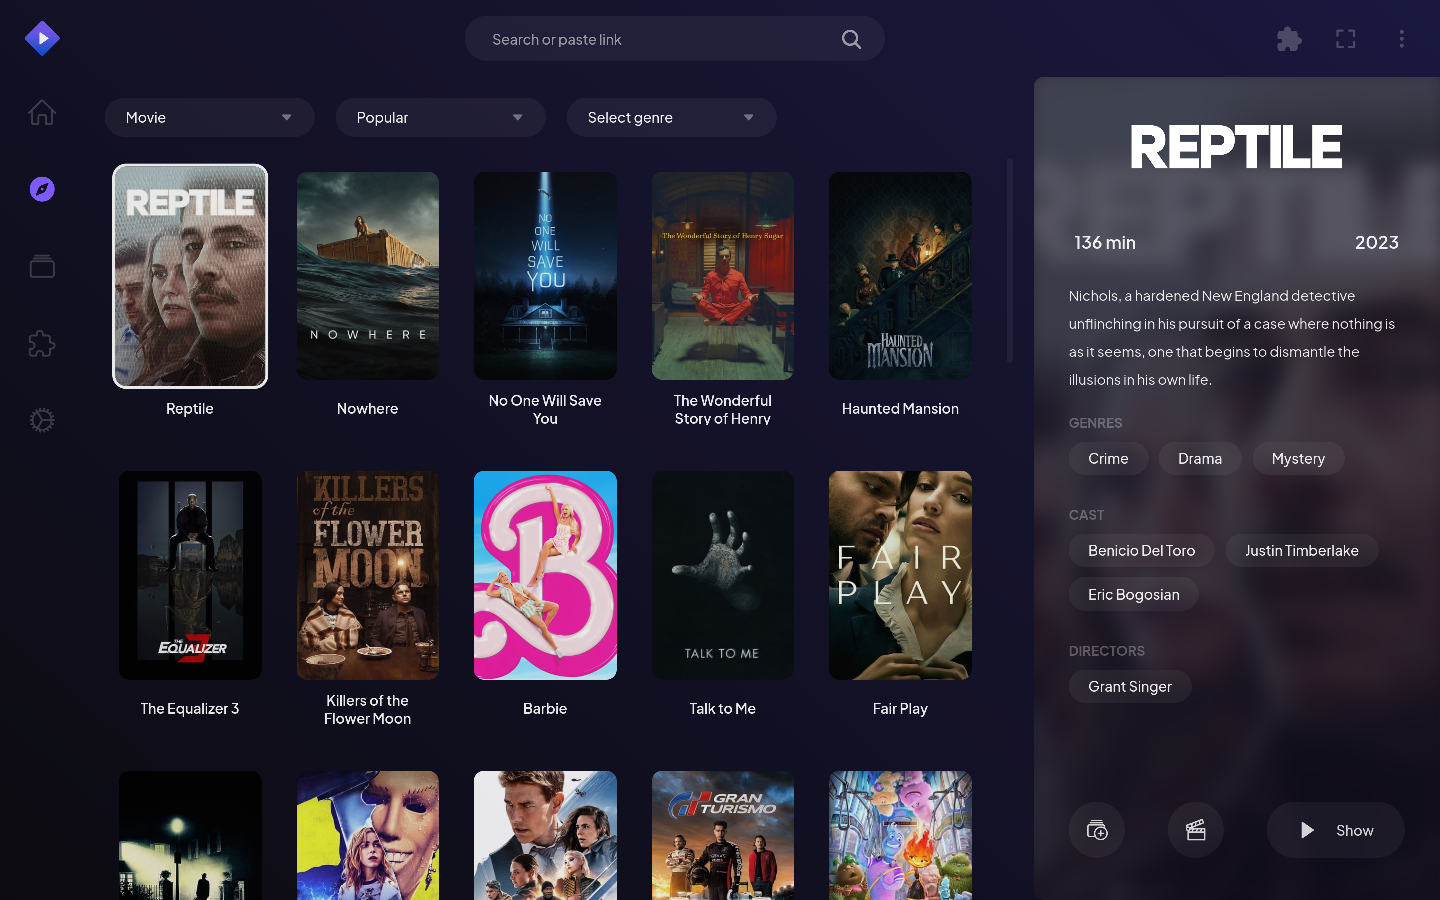 Search or paste link
Movie
Popular
Select genre
REPTILE
Reptile
NOWHERE
Nowhere
NO
ONE
WILL
SAVE
YOU
No One Will Save
You
The Wonderful Story of Henry Sugar
The Wonderful
Story of Henry
HAUNTED
MANSION
Haunted Mansion
THE
EQUALIZER
3
The Equalizer 3
KILLERS
of the
FLOWER
MOON
Killers of the
Flower Moon
B
Barbie
TALK TO ME
Talk to Me
FAIR
PLAY
Fair Play
GRAN
TURISMO
REPTILE
136 min
2023
Nichols, a hardened New England detective
unflinching in his pursuit of a case where nothing is
as it seems, one that begins to dismantle the
illusions in his own life.
GENRES
Crime
Drama
Mystery
CAST
Benicio Del Toro
Justin Timberlake
Eric Bogosian
DIRECTORS
Grant Singer
Show